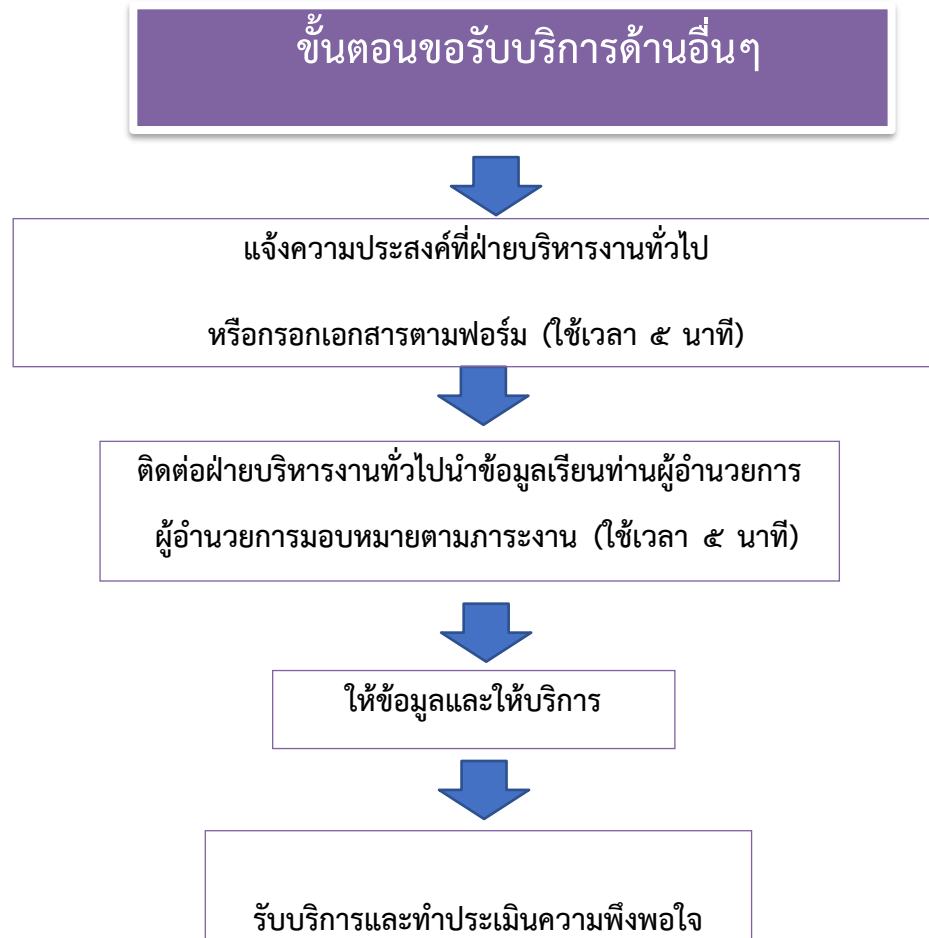 ขั้นตอนขอรับบริการด้านอื่นๆ
แจ้งความประสงค์ที่ฝ่ายบริหารงานทั่วไป
หรือกรอกเอกสารตามฟอร์ม (ใช้เวลา ๕ นาที)
ติดต่อฝ่ายบริหารงานทั่วไปนำข้อมูลเรียนท่านผู้อำนวยการ
ผู้อำนวยการมอบหมายตามภาระงาน (ใช้เวลา ๕ นาที)
ให้ข้อมูลและให้บริการ
รับบริการและทำประเมินความพึงพอใจ